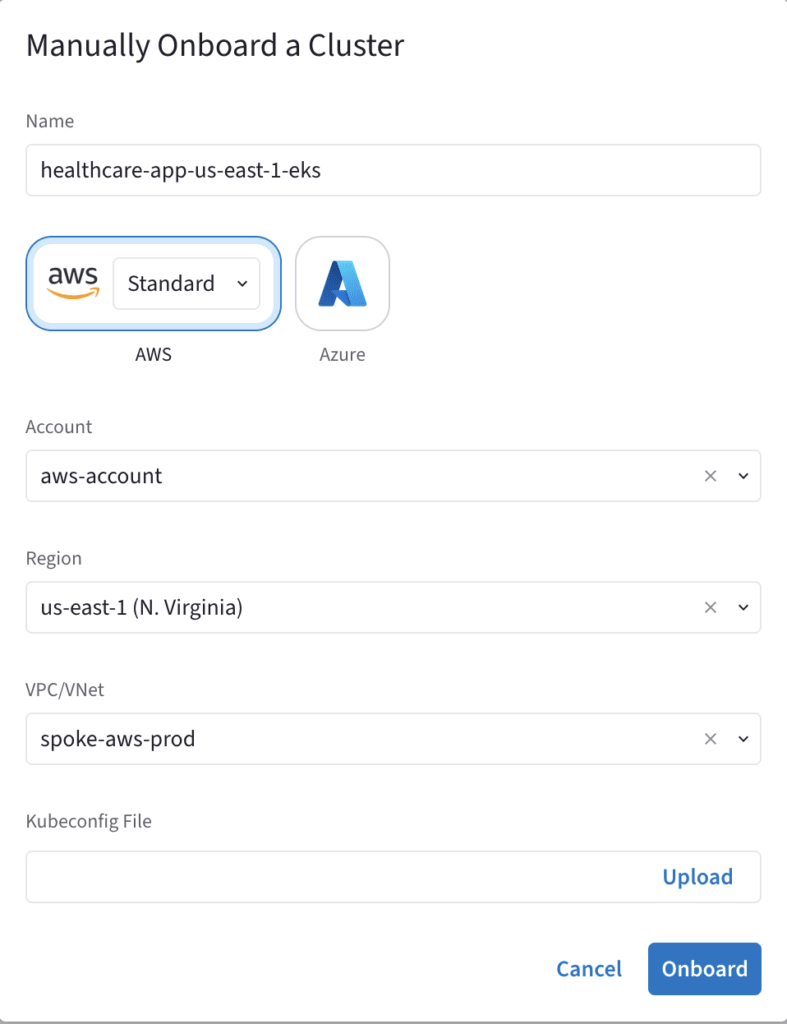 Manually Onboard a Cluster
Name
healthcare-app-us-east-1-eks
aws Standard
AWS Azure
Account
aws-account
Region
us-east-1 (N. Virginia)
VPC/VNet
spoke-aws-prod
Kubeconfig File
Upload
Cancel Onboard